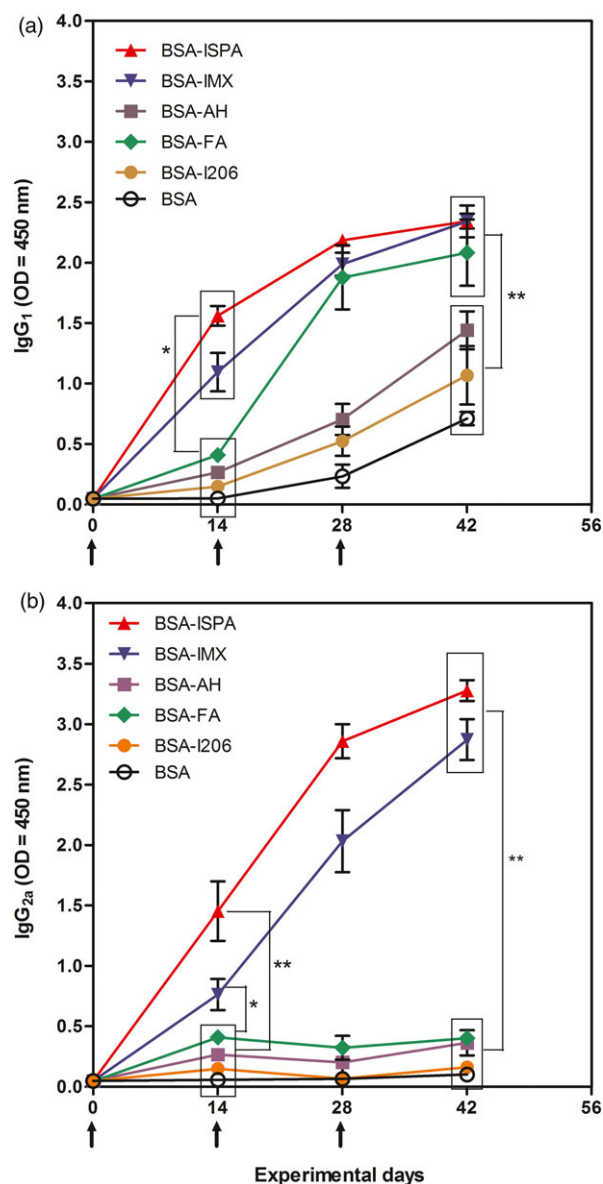 (a)
4.0
BSA-ISPA
3.5
BSA-IMX
BSA-AH
3.0
BSA-FA
BSA-I206
2.5
BSA
2.0
**
1.5
*
1.0
0.5
0.0
IgG1 (OD = 450 nm)
0 14 28 42 56
(b)
4.0
BSA-ISPA
3.5
BSA-IMX
BSA-AH
3.0
BSA-FA
BSA-I206
2.5
BSA
2.0
**
1.5
1.0
**
*
0.5
0.0
IgG2a (OD = 450 nm)
0 14 28 42 56
Experimental days